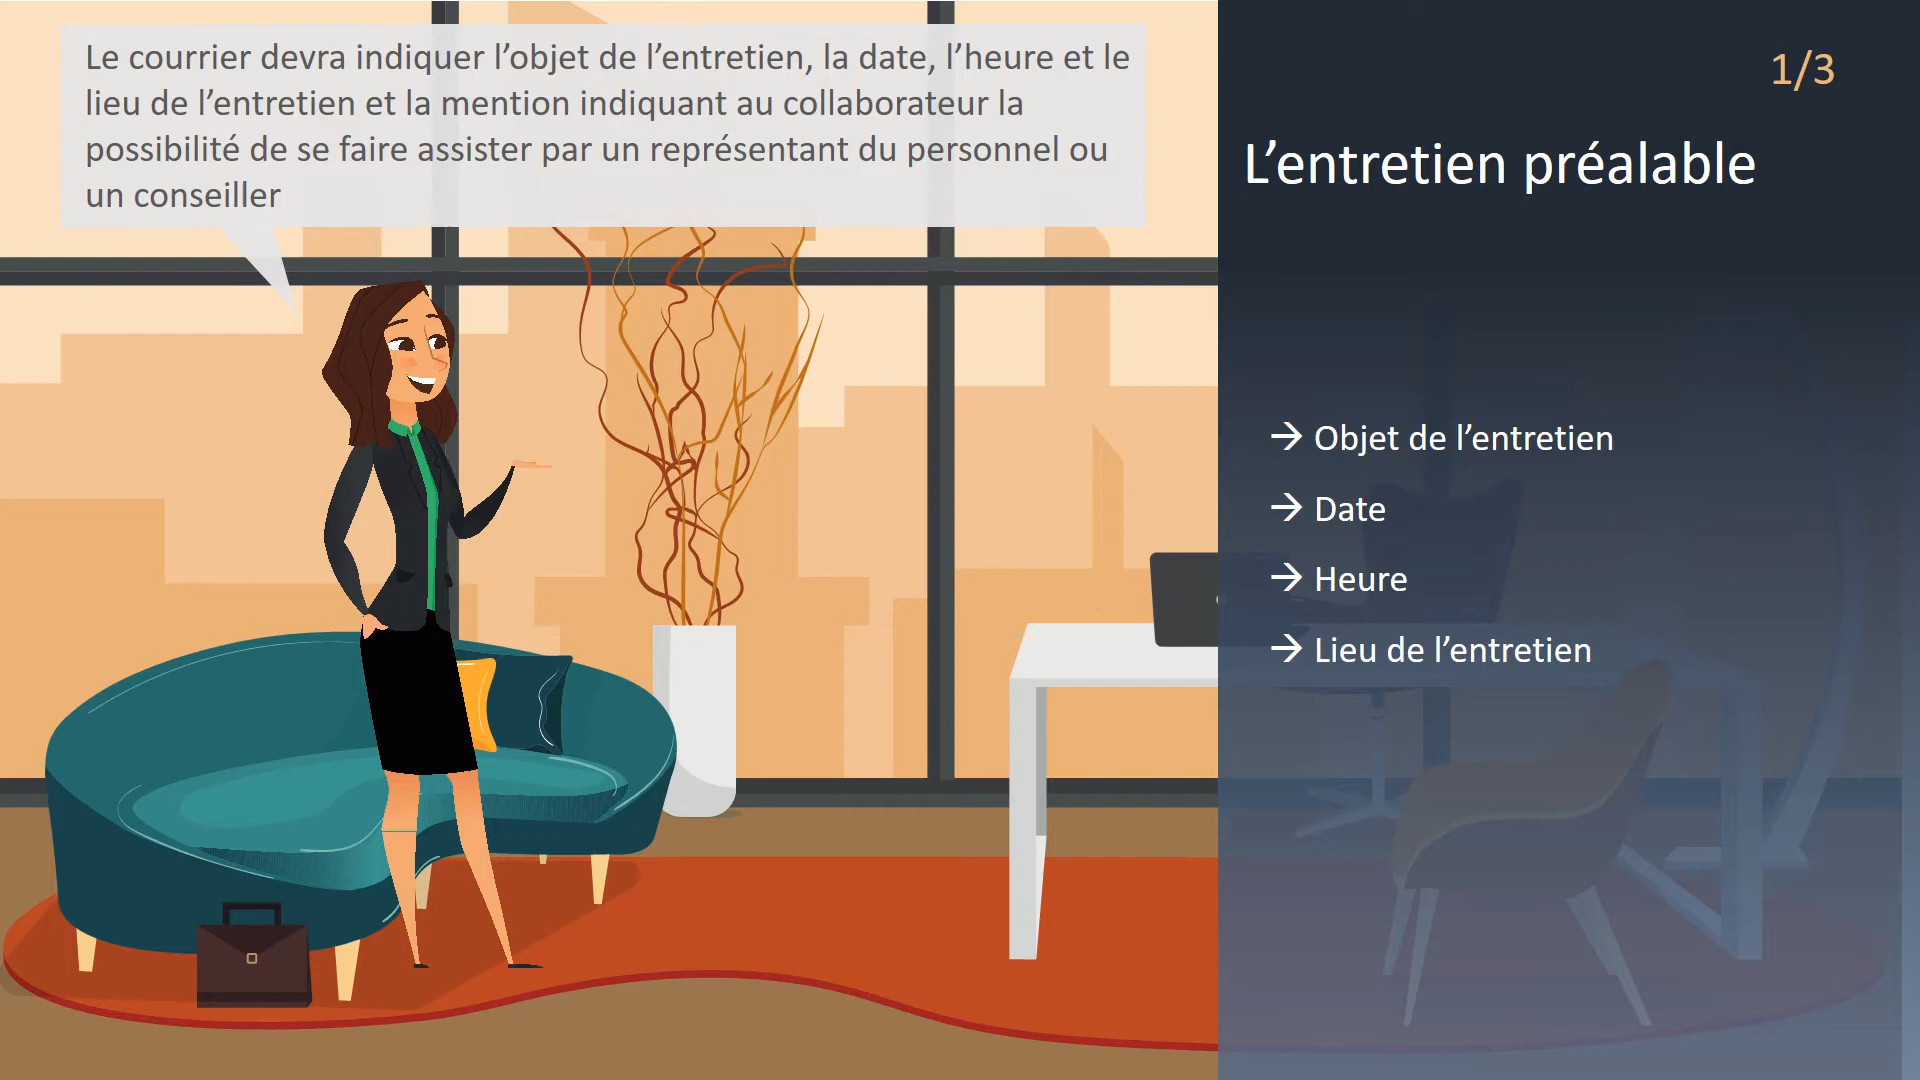 Le courrier devra indiquer l’objet de l’entretien, la date, l’heure et le
lieu de l’entretien et la mention indiquant au collaborateur la
possibilité de se faire assister par un représentant du personnel ou
un conseiller
1/3
L’entretien préalable
→ Objet de l’entretien
→ Date
→ Heure
→ Lieu de l’entretien